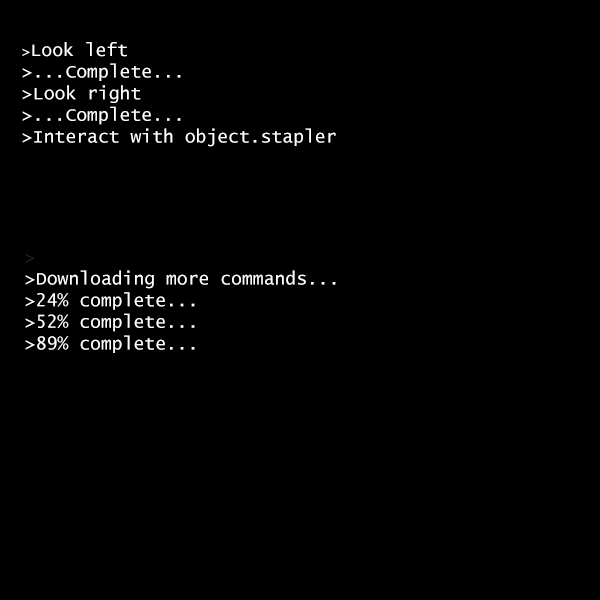 >Look left
>...Complete...
>Look right
>...Complete...
>Interact with object.stapler
>
>Downloading more commands...
>24% complete...
>52% complete...
>89% complete...